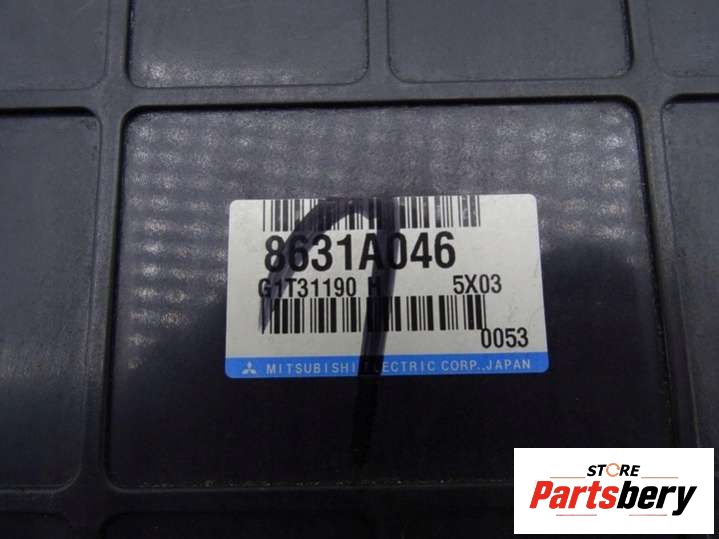 8631A046
G1T31190 H 5X03
0053
MITSUBISHI ELECTRIC CORP.,JAPAN
STORE
Partsbery